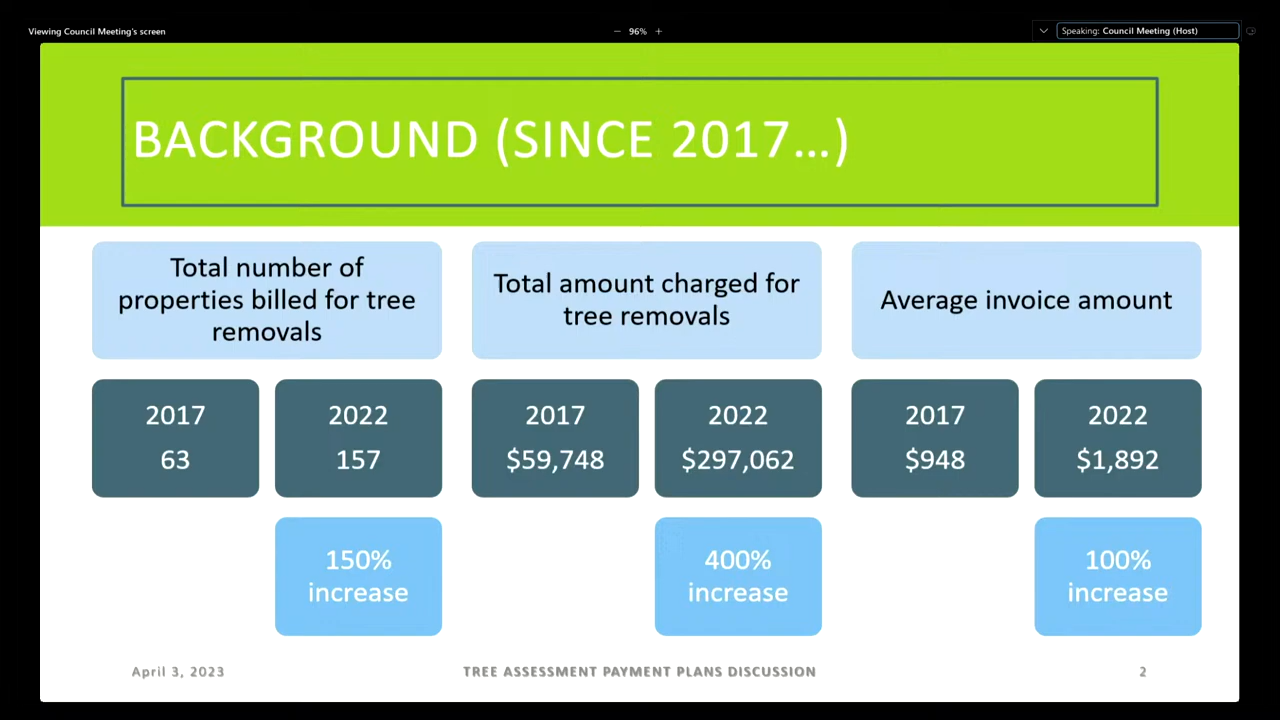 Viewing Council Meeting's screen
− 96% +
Speaking: Council Meeting (Host)
BACKGROUND (SINCE 2017…)
Total number of
properties billed for tree
removals
Total amount charged for
tree removals
Average invoice amount
2017
63
2022
157
2017
$59,748
2022
$297,062
2017
$948
2022
$1,892
150%
increase
400%
increase
100%
increase
April 3, 2023
TREE ASSESSMENT PAYMENT PLANS DISCUSSION
2